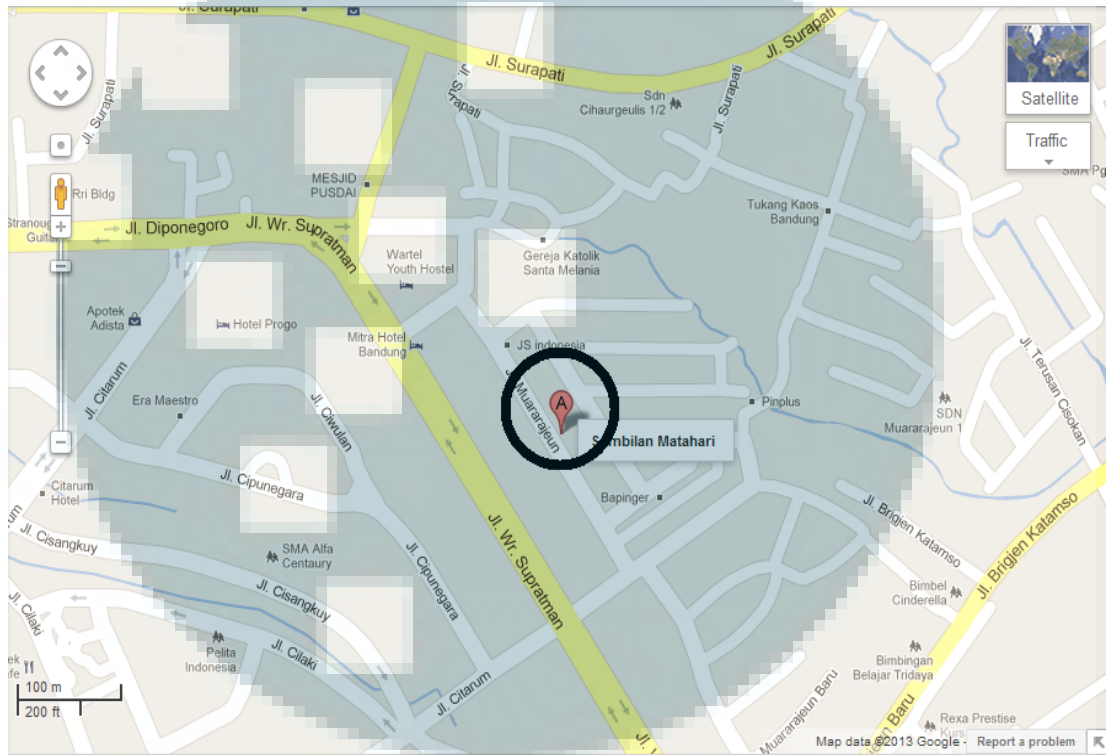 Jl. Surapati
Jl. Surapati
Jl. Surapati
Jl. Surapati
Jl. Surapati
Jl. Surapati
Satellite
Traffic
Sdn
Cihaurgeulis 1/2
MESJID
PUSDAI
Rri Bldg
Jl. Diponegoro
Jl. Wr. Supratman
Tukang Kaos
Bandung
Wartel
Youth Hostel
Gereja Katolik
Santa Melania
Apotek
Adista
Hotel Progo
Mitra Hotel
Bandung
JS indonesia
Jl. Terusan Cisokan
Era Maestro
Jl. Citarum
Jl. Ciwulan
Muararajeun
A
Matahari
Pinplus
SDN
Muararajeun 1
Jl. Cipunegara
Citarum
Hotel
Bapinger
Jl. Brigjen Katamso
Jl. Brigjen Katamso
Jl. Cisangkuy
SMA Alfa
Centaury
Jl. Wr. Supratman
Jl. Cipunegara
Jl. Cisangkuy
Bimbel
Cinderella
Jl. Cilaki
Jl. Cilaki
Pelita
Indonesia
Bimbingan
Belajar Tridaya
100 m
200 ft
Jl. Citarum
Muararajeun Baru
Baru
Rexa Prestise
Map data ©2013 Google -
Report a problem